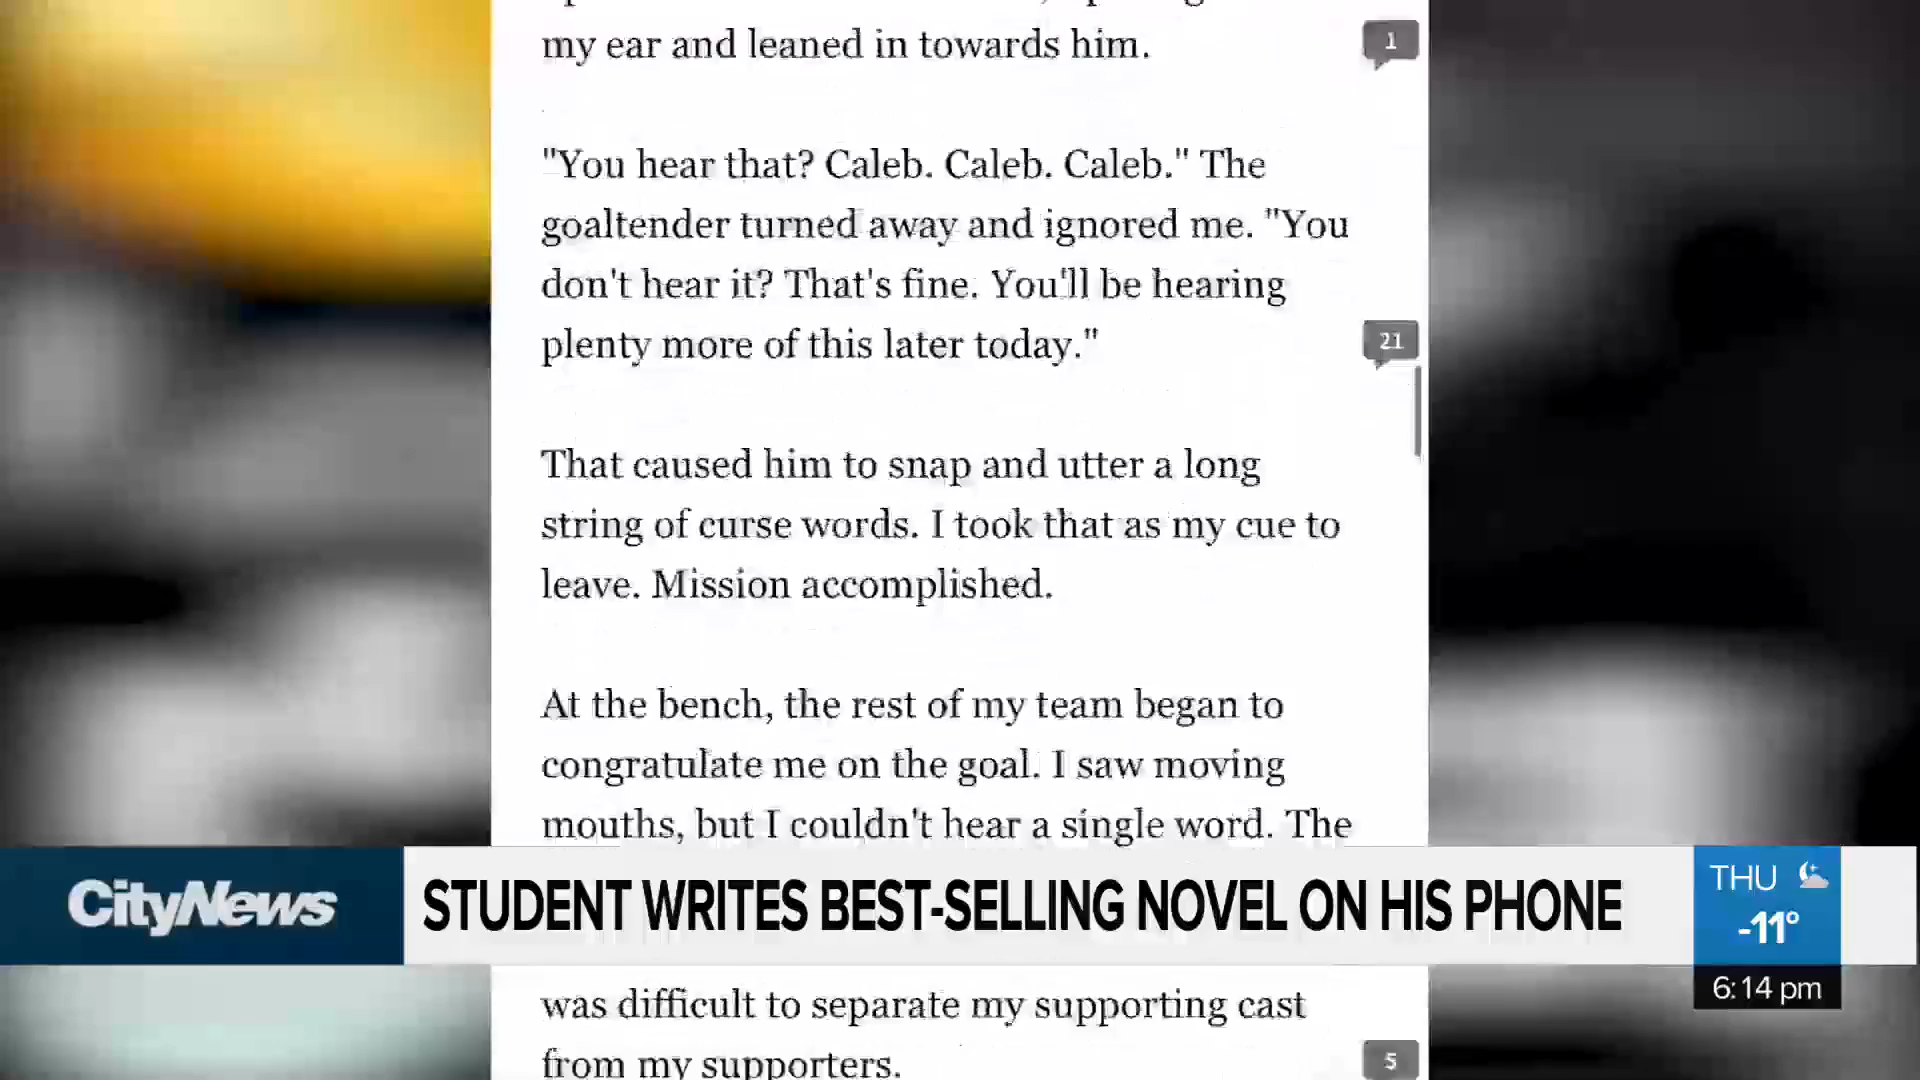 my ear and leaned in towards him.
1
"You hear that? Caleb. Caleb. Caleb." The
goaltender turned away and ignored me. "You
don't hear it? That's fine. You'll be hearing
plenty more of this later today."
21
That caused him to snap and utter a long
string of curse words. I took that as my cue to
leave. Mission accomplished.
At the bench, the rest of my team began to
congratulate me on the goal. I saw moving
mouths, but I couldn't hear a single word. The
CityNews
STUDENT WRITES BEST-SELLING NOVEL ON HIS PHONE
THU
-11°
6:14 pm
was difficult to separate my supporting cast
from my supporters.
5